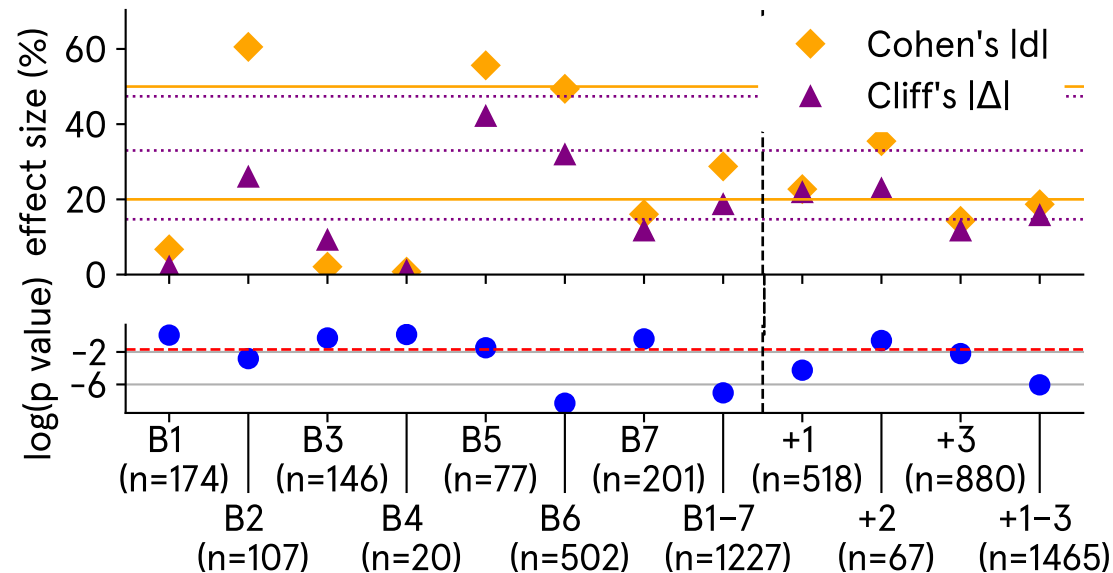 effect size (%)
60
40
20
0
Cohen's |d|
Cliff's |Δ|
log(p value)
−2
−6
B1
(n=174)
B2
(n=107)
B3
(n=146)
B4
(n=20)
B5
(n=77)
B6
(n=502)
B7
(n=201)
B1−7
(n=1227)
+1
(n=518)
+2
(n=67)
+3
(n=880)
+1−3
(n=1465)